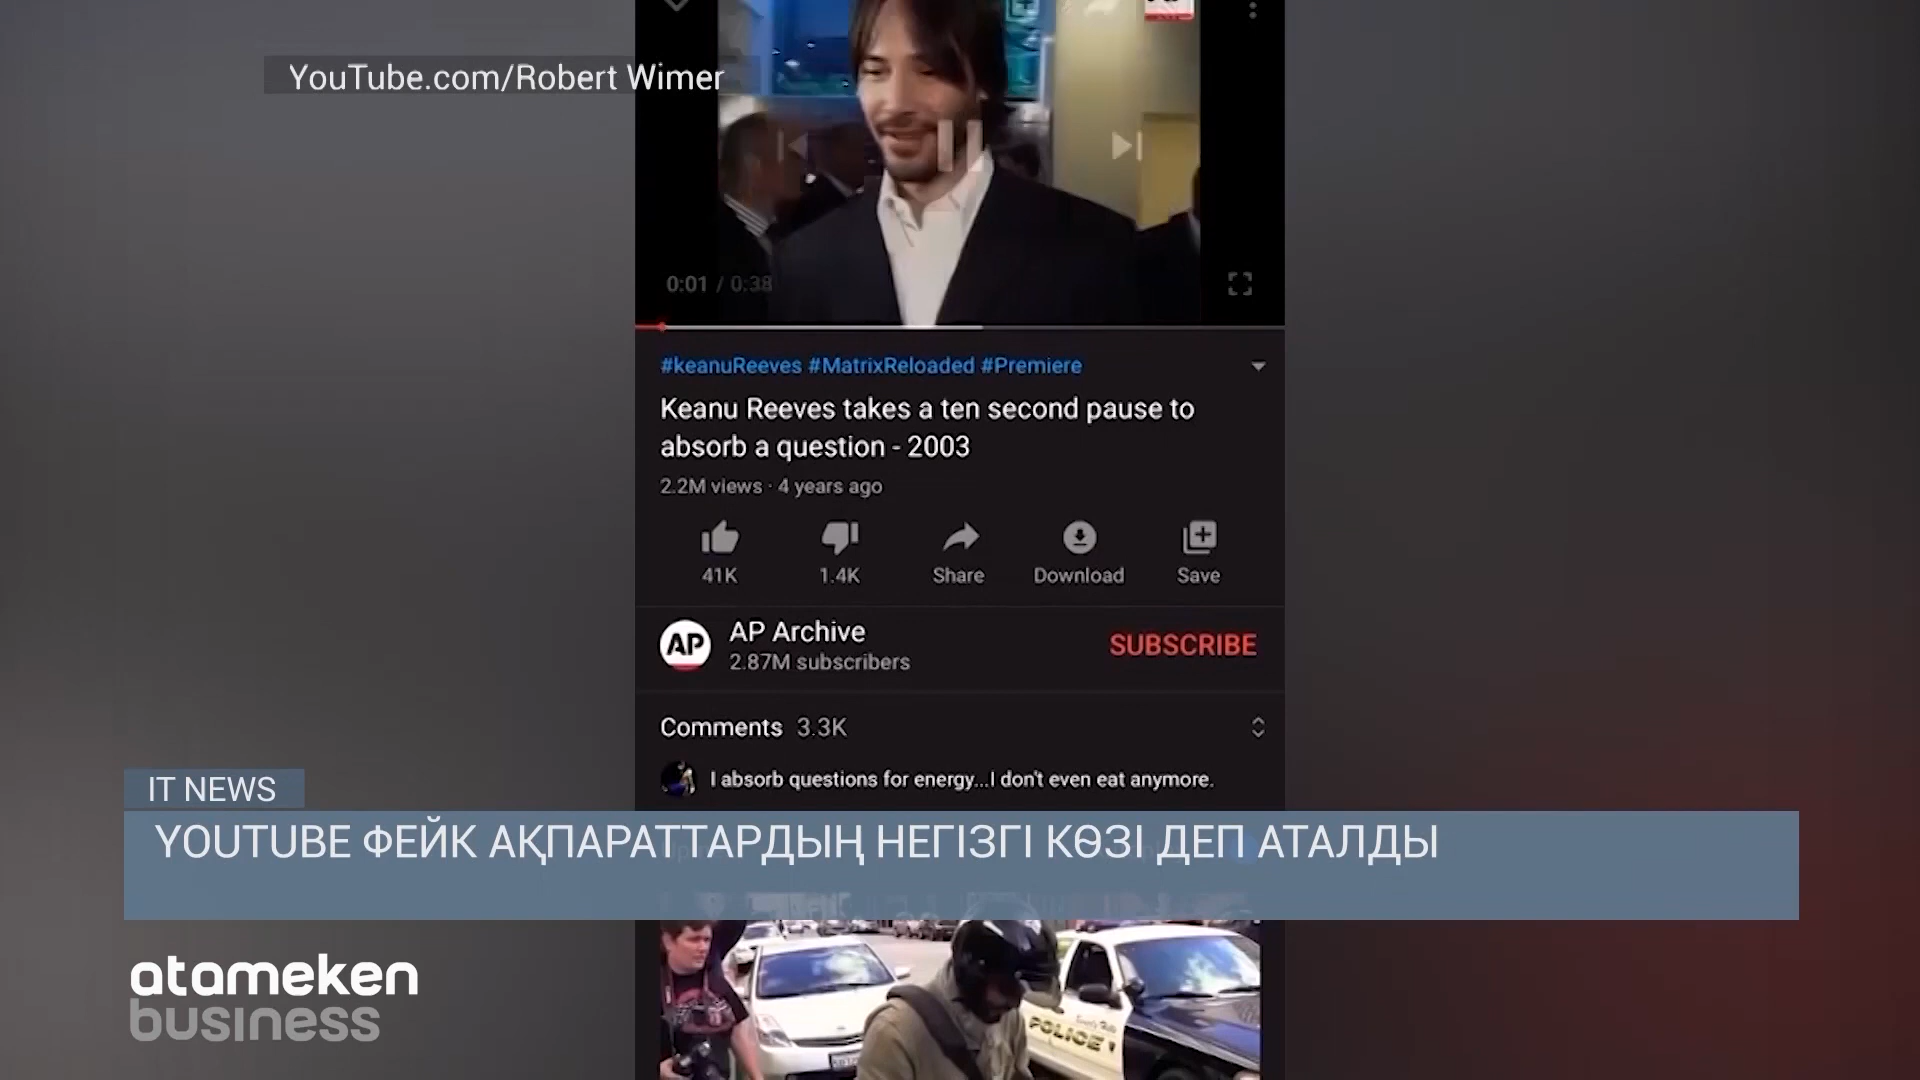 YouTube.com/Robert Wimer
0:01 / 0:38
#keanuReeves #MatrixReloaded #Premiere
Keanu Reeves takes a ten second pause to
absorb a question - 2003
2.2M views · 4 years ago
41K
1.4K
Share
Download
Save
AP
AP Archive
2.87M subscribers
SUBSCRIBE
Comments 3.3K
I absorb questions for energy...I don't even eat anymore.
IT NEWS
YOUTUBE ФЕЙК АҚПАРАТТАРДЫҢ НЕГІЗГІ КӨЗІ ДЕП АТАЛДЫ
atameken
business
POLICE